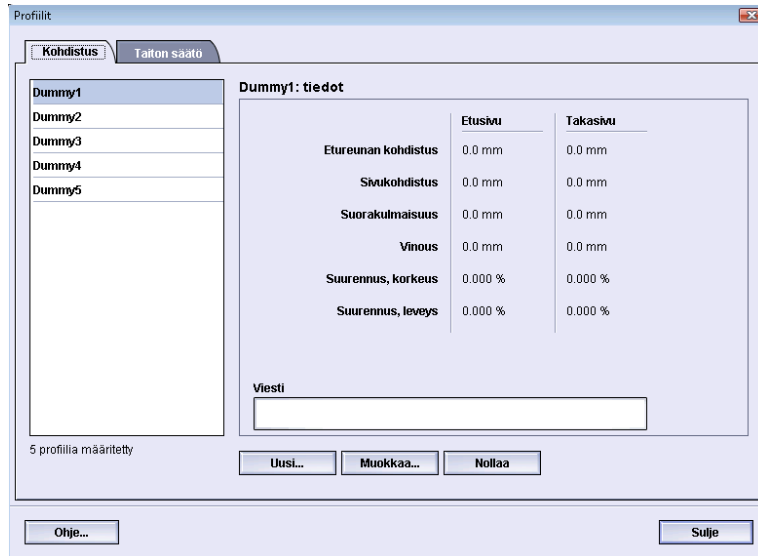 Profiilit
Kohdistus
Taiton säätö
Dummy1
Dummy2
Dummy3
Dummy4
Dummy5
5 profiilia määritetty
Dummy1: tiedot
Etusivu Takasivu
Etureunan kohdistus 0.0 mm 0.0 mm
Sivukohdistus 0.0 mm 0.0 mm
Suorakulmaisuus 0.0 mm 0.0 mm
Vinous 0.0 mm 0.0 mm
Suurennus, korkeus 0.000 % 0.000 %
Suurennus, leveys 0.000 % 0.000 %
Viesti
Uusi... Muokkaa... Nollaa
Ohje... Sulje